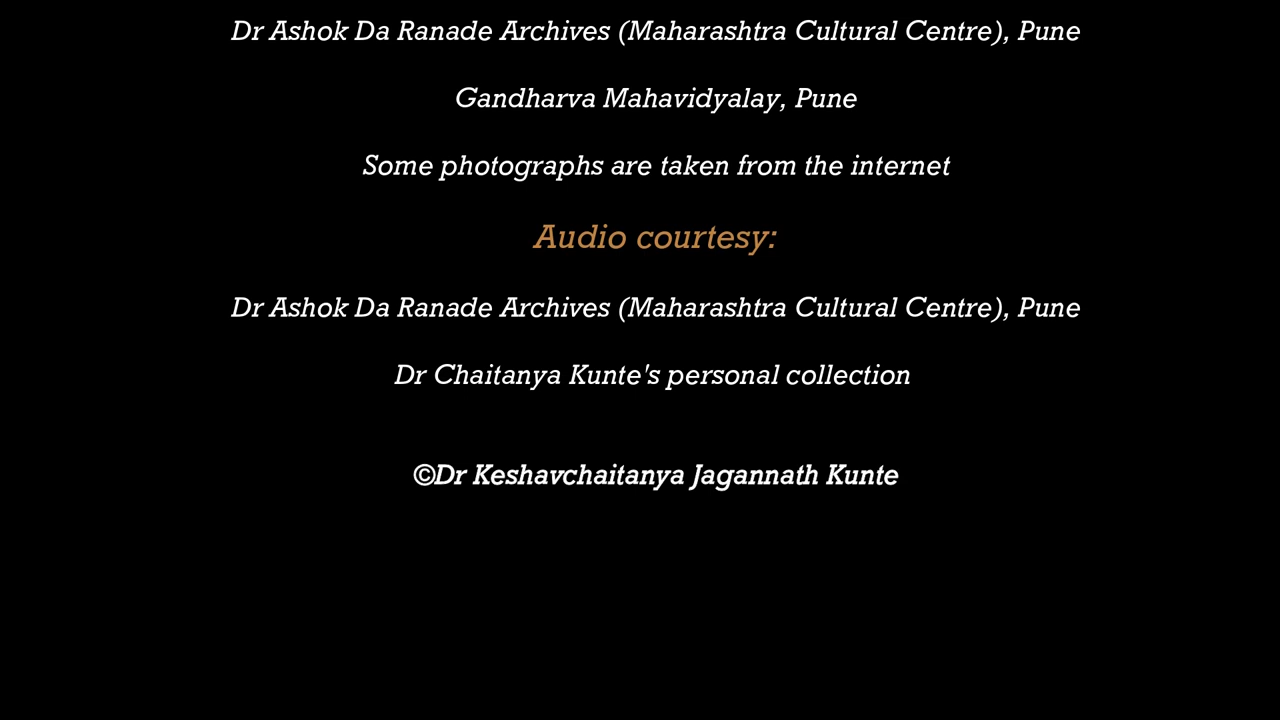 Dr Ashok Da Ranade Archives (Maharashtra Cultural Centre), Pune
Gandharva Mahavidyalay, Pune
Some photographs are taken from the internet
Audio courtesy:
Dr Ashok Da Ranade Archives (Maharashtra Cultural Centre), Pune
Dr Chaitanya Kunte's personal collection
©Dr Keshavchaitanya Jagannath Kunte